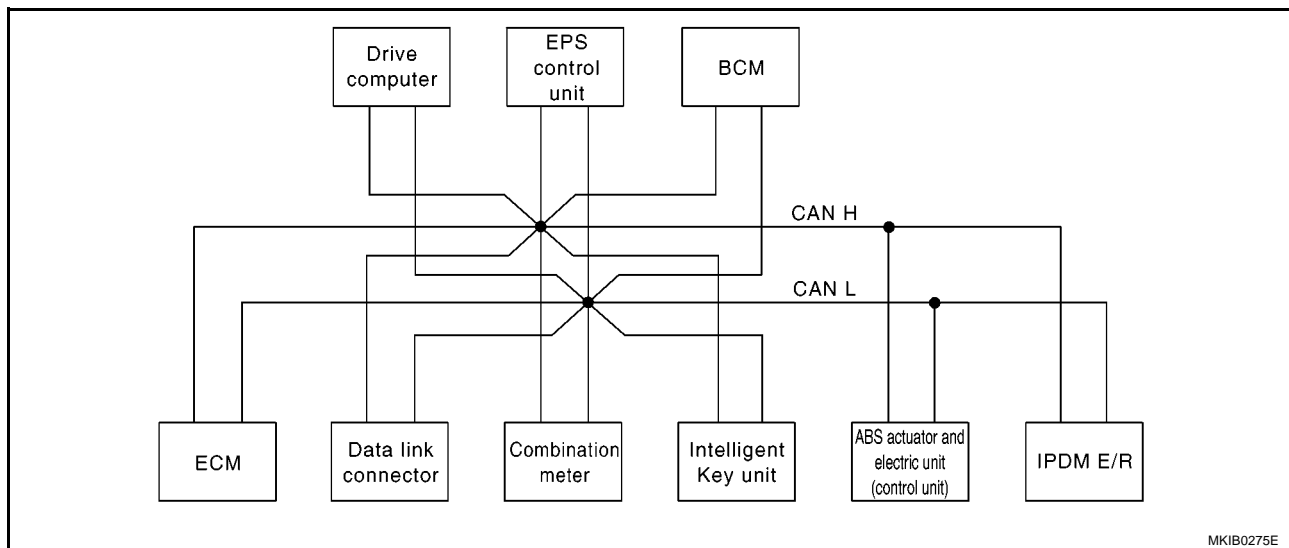 Drive
computer
EPS
control
unit
BCM
CAN H
CAN L
ECM
Data link
connector
Combination
meter
Intelligent
Key unit
ABS actuator and
electric unit
(control unit)
IPDM E/R
MKIB0275E